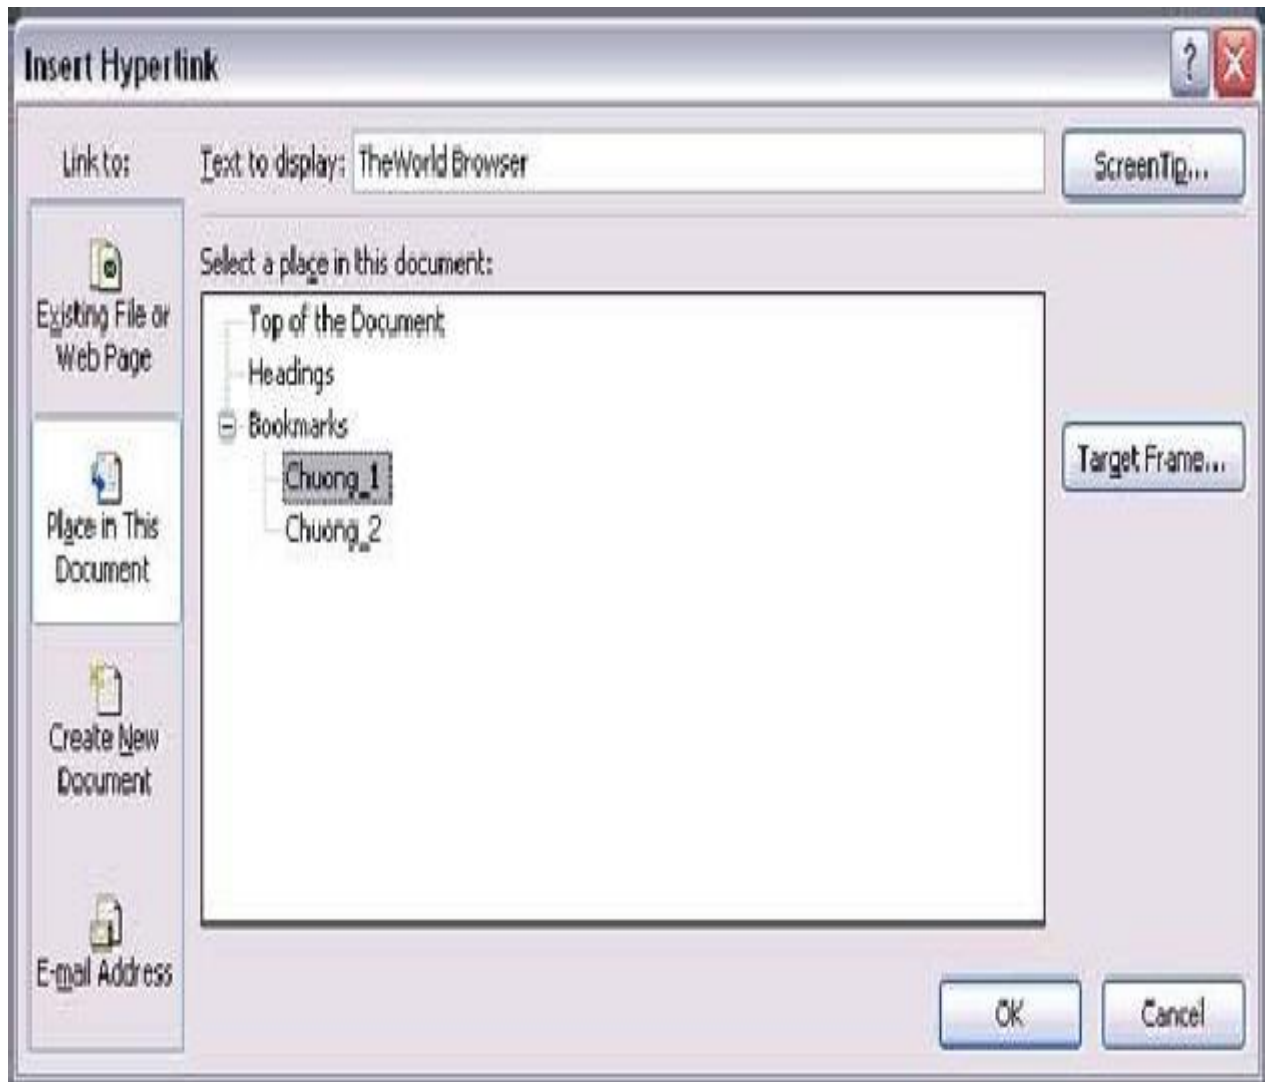 Insert Hyperlink
?
Link to:
Text to display: TheWorld Browser
ScreenTip...
Existing File or
Web Page
Place in This
Document
Create New
Document
E-mail Address
Select a place in this document:
Top of the Document
Headings
Bookmarks
Chuong_1
Chuong_2
Target Frame...
OK
Cancel